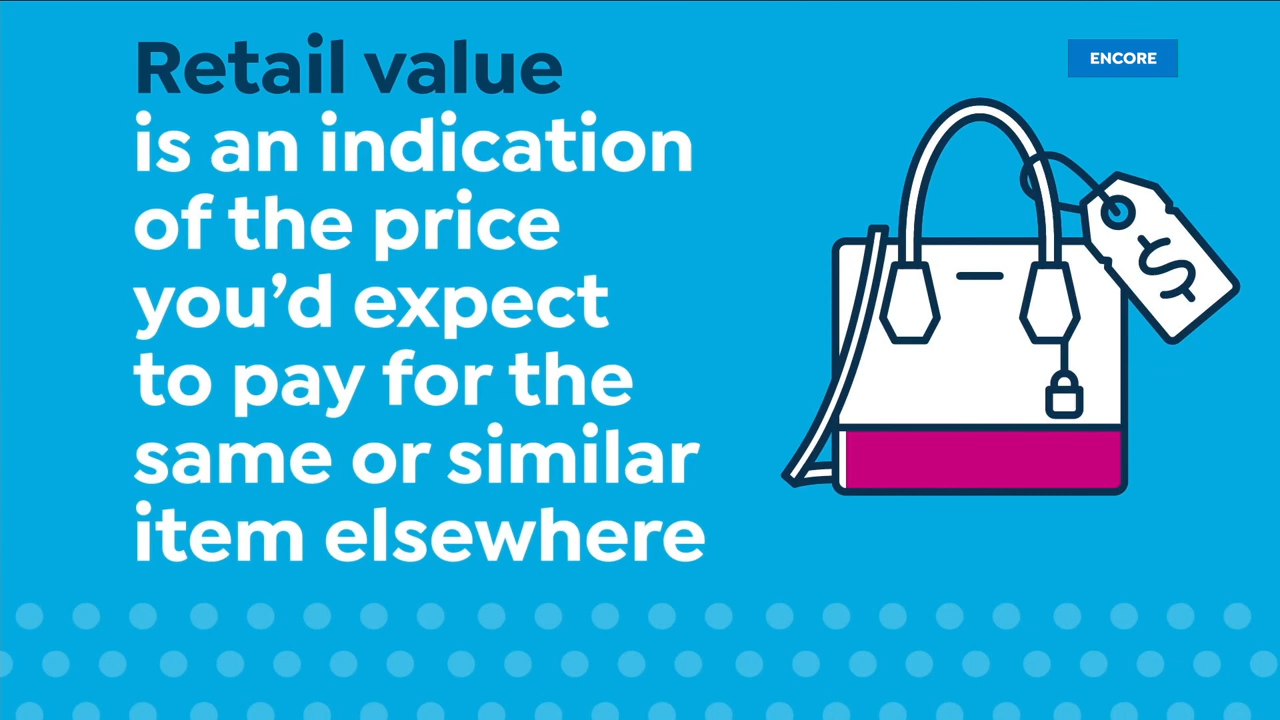 Retail value
ENCORE
is an indication
of the price
you’d expect
to pay for the
same or similar
item elsewhere
$